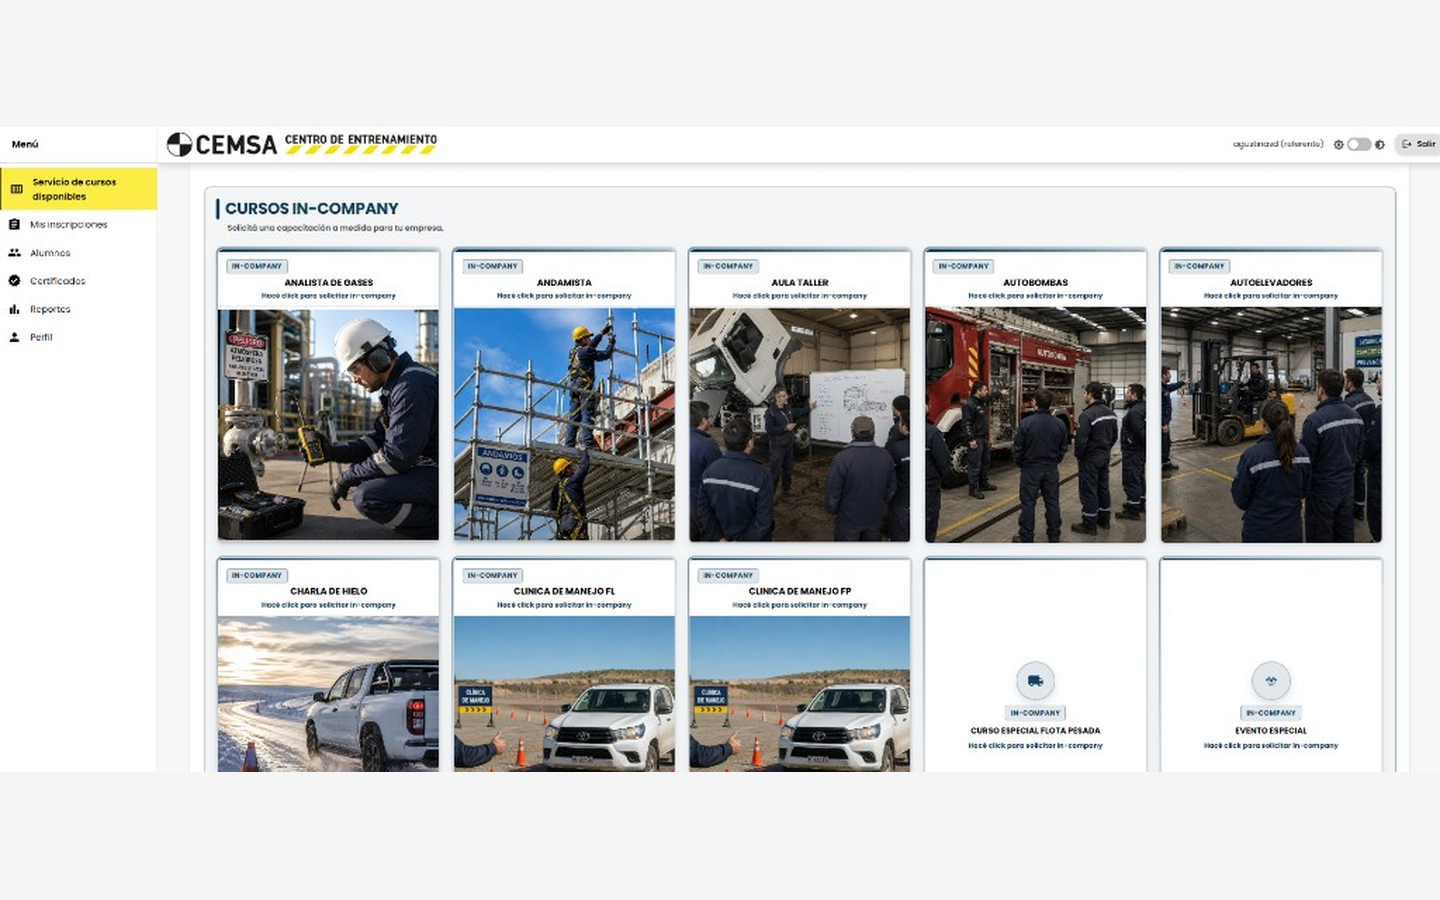 Menú
CEMSA CENTRO DE ENTRENAMIENTO
agustinazd (referente)
Salir
Servicio de cursos
disponibles
Mis inscripciones
Alumnos
Certificados
Reportes
Perfil
CURSOS IN-COMPANY
Solicitá una capacitación a medida para tu empresa.
IN-COMPANY
ANALISTA DE GASES
Hacé click para solicitar in-company
PELIGRO
ATMÓSFERA
PELIGROSA
IN-COMPANY
ANDAMISTA
Hacé click para solicitar in-company
ANDAMIOS
IN-COMPANY
AULA TALLER
Hacé click para solicitar in-company
IN-COMPANY
AUTOBOMBAS
Hacé click para solicitar in-company
AUTOBOMBA
IN-COMPANY
AUTOELEVADORES
Hacé click para solicitar in-company
IN-COMPANY
CHARLA DE HIELO
Hacé click para solicitar in-company
IN-COMPANY
CLINICA DE MANEJO FL
Hacé click para solicitar in-company
CLÍNICA
DE MANEJO
IN-COMPANY
CLINICA DE MANEJO FP
Hacé click para solicitar in-company
CLÍNICA
DE MANEJO
IN-COMPANY
CURSO ESPECIAL FLOTA PESADA
Hacé click para solicitar in-company
IN-COMPANY
EVENTO ESPECIAL
Hacé click para solicitar in-company